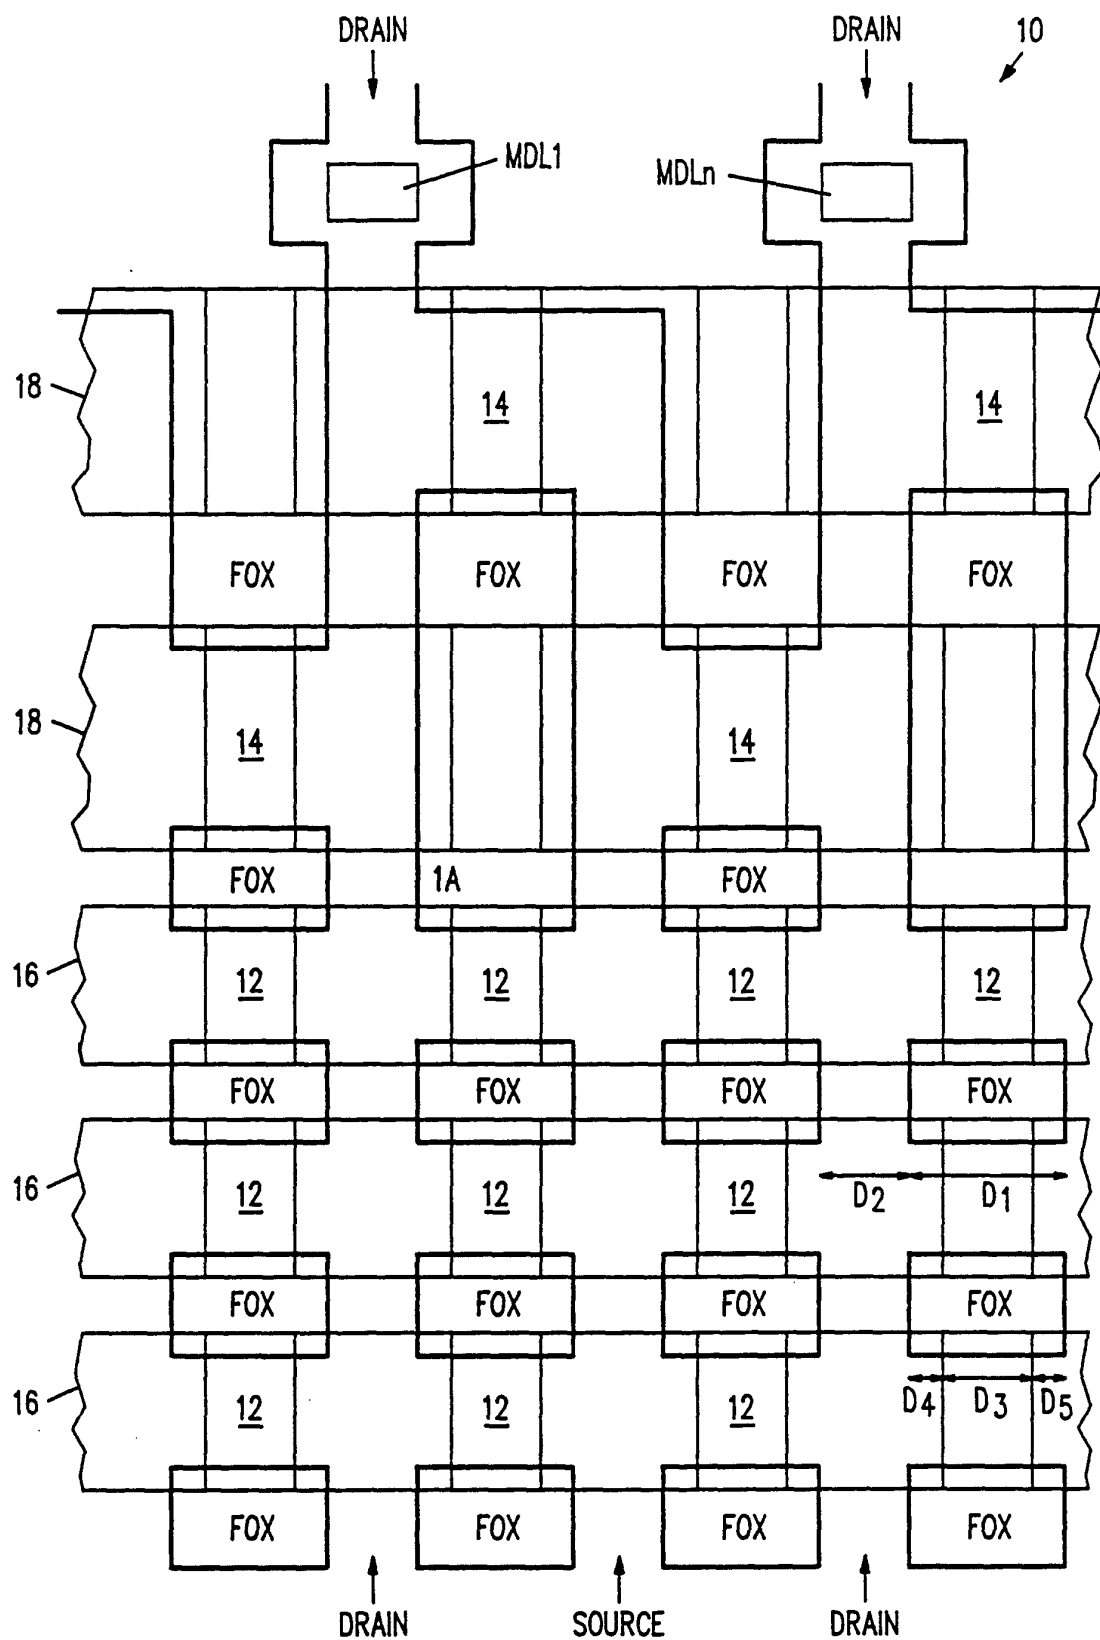 DRAIN DRAIN 10
MDL1 MDLn
18 14 14
FOX FOX FOX FOX
18 14 14
FOX 1A FOX
16 12 12 12 12
FOX FOX FOX FOX
16 12 12 12 D2 D1
FOX FOX FOX FOX
16 12 12 12 D4 D3 D5
FOX FOX FOX FOX
DRAIN SOURCE DRAIN